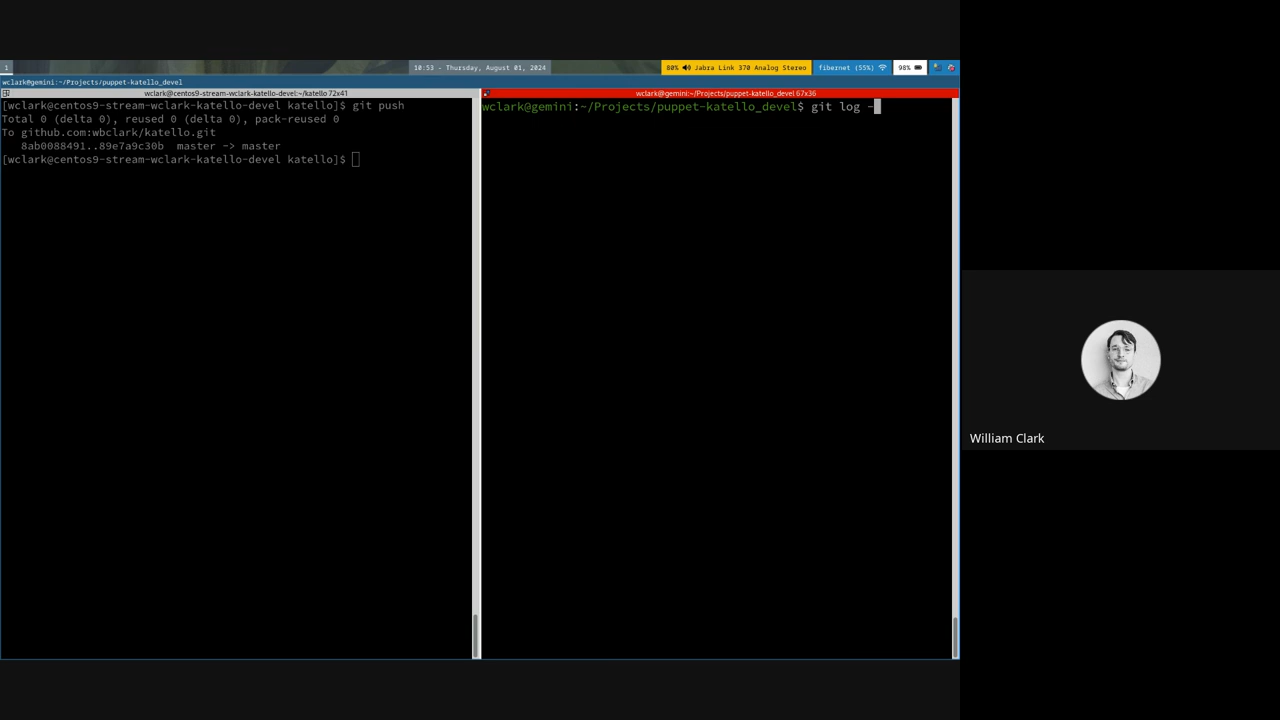 1
10:53 - Thursday, August 01, 2024
80% Jabra Link 370 Analog Stereo
fibernet (55%)
98%
wclark@gemini:~/Projects/puppet-katello_devel
wclark@centos9-stream-wclark-katello-devel:~/katello 72x41
[wclark@centos9-stream-wclark-katello-devel katello]$ git push
Total 0 (delta 0), reused 0 (delta 0), pack-reused 0
To github.com:wbclark/katello.git
8ab0088491..89e7a9c30b master -> master
[wclark@centos9-stream-wclark-katello-devel katello]$
wclark@gemini:~/Projects/puppet-katello_devel 67x36
wclark@gemini:~/Projects/puppet-katello_devel$ git log -
William Clark